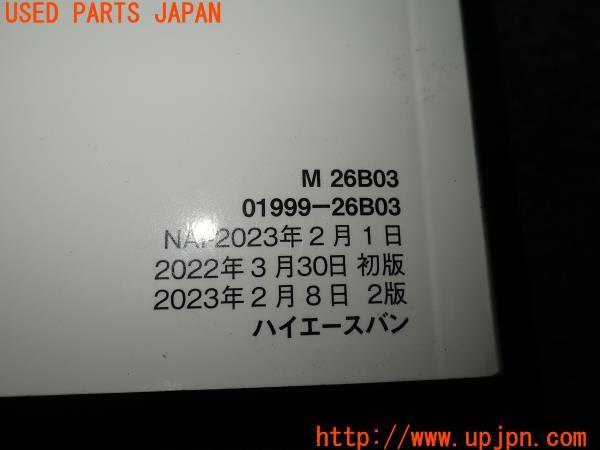 USED PARTS JAPAN
M 26B03
01999-26B03
NAI-2023年2月1日
2022年3月30日 初版
2023年2月8日 2版
ハイエースバン
http://www.upjpn.com